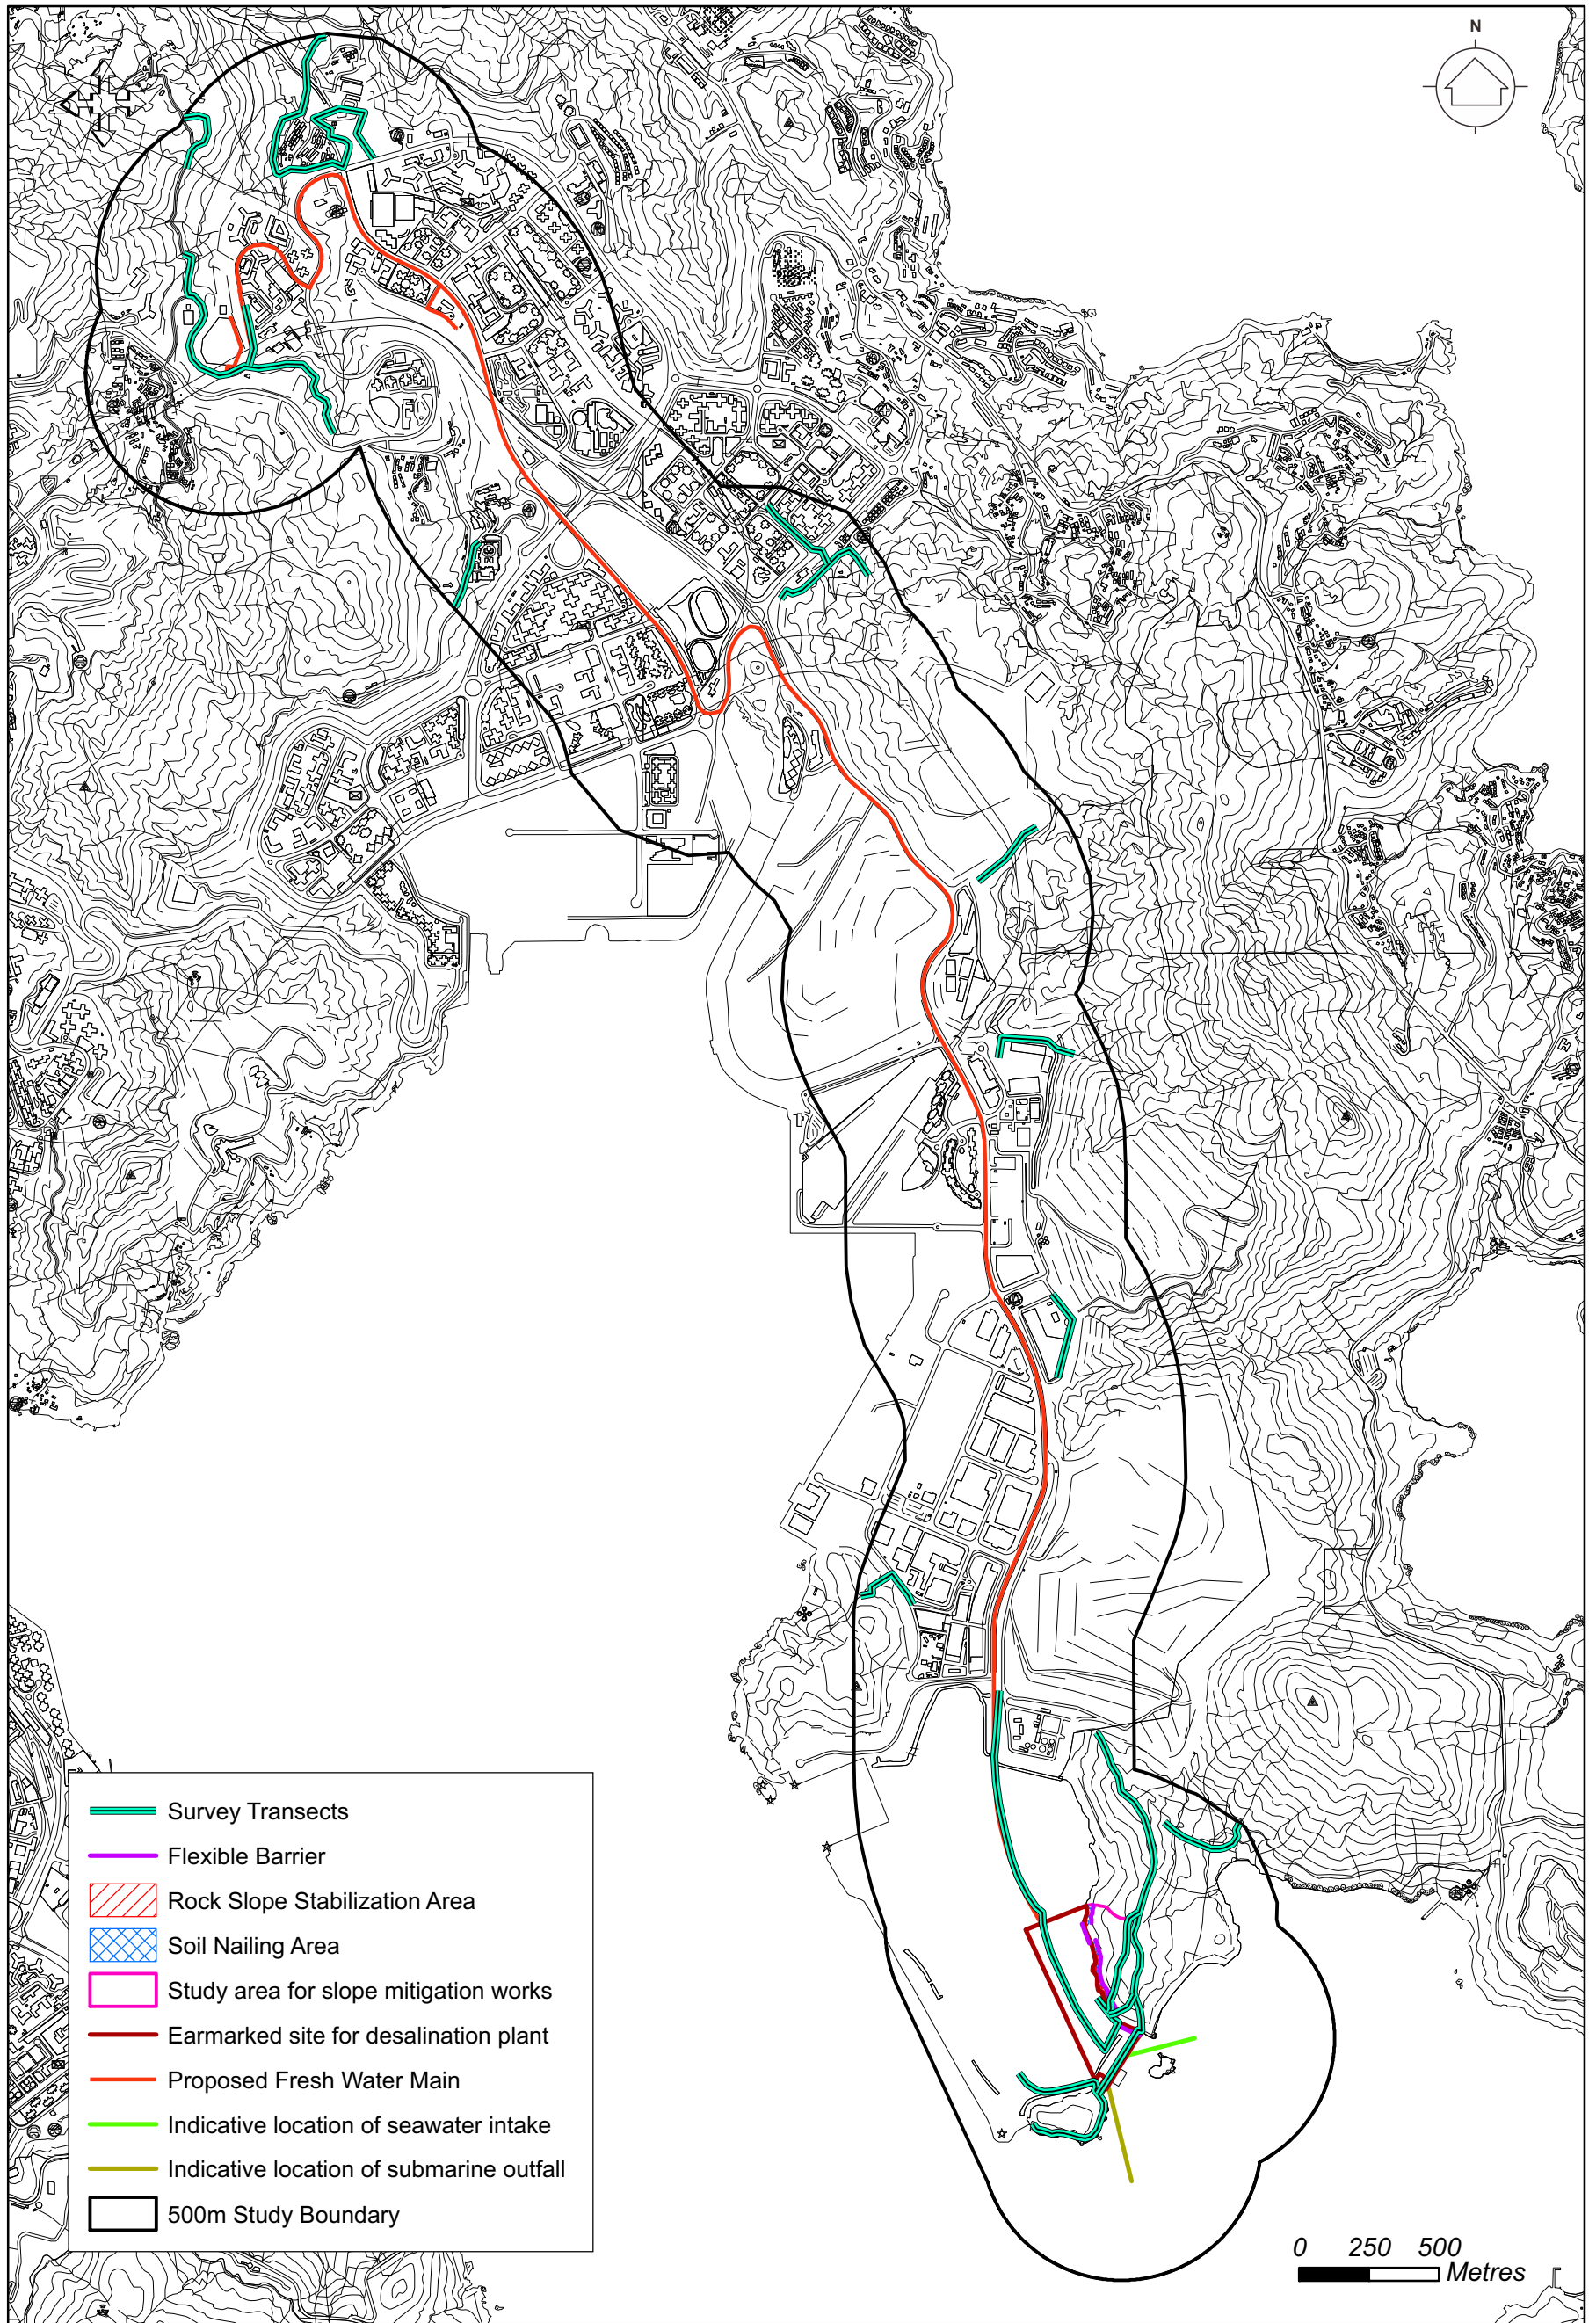 N
Survey Transects
Flexible Barrier
Rock Slope Stabilization Area
Soil Nailing Area
Study area for slope mitigation works
Earmarked site for desalination plant
Proposed Fresh Water Main
Indicative location of seawater intake
Indicative location of submarine outfall
500m Study Boundary
0 250 500
Metres